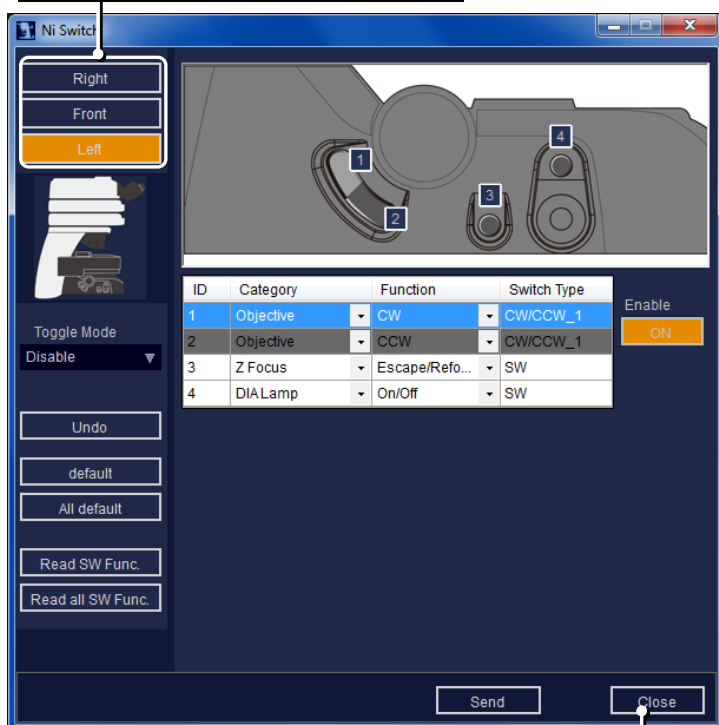 Ni Switch
Right
Front
Left
1
2
3
4
ID Category Function Switch Type
1 Objective CW CW/CCW_1
2 Objective CCW CW/CCW_1
3 Z Focus Escape/Refo... SW
4 DIALamp On/Off SW
Enable
ON
Toggle Mode
Disable
Undo
default
All default
Read SW Func.
Read all SW Func.
Send
Close